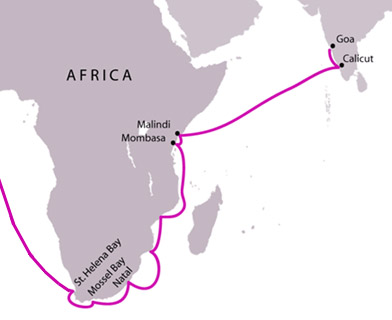 Goa
Calicut
AFRICA
Malindi
Mombasa
St. Helena Bay
Mossel Bay
Natal